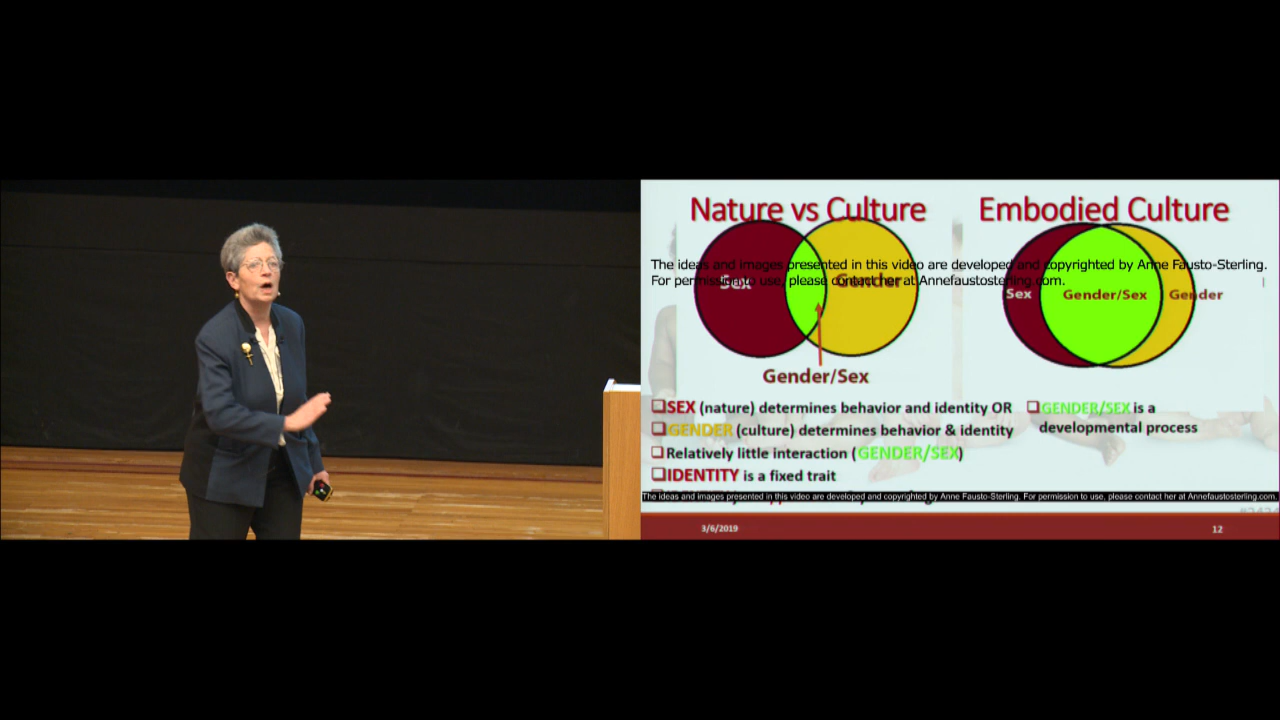 Nature vs Culture
Embodied Culture
The ideas and images presented in this video are developed and copyrighted by Anne Fausto-Sterling.
For permission to use, please contact her at Annefaustosterling.com.
Sex
Gender
Sex
Gender/Sex
Gender
Gender/Sex
❑SEX (nature) determines behavior and identity OR
❑GENDER (culture) determines behavior & identity
❑Relatively little interaction (GENDER/SEX)
❑IDENTITY is a fixed trait
❑GENDER/SEX is a
developmental process
The ideas and images presented in this video are developed and copyrighted by Anne Fausto-Sterling. For permission to use, please contact her at Annefaustosterling.com.
3/6/2019
12